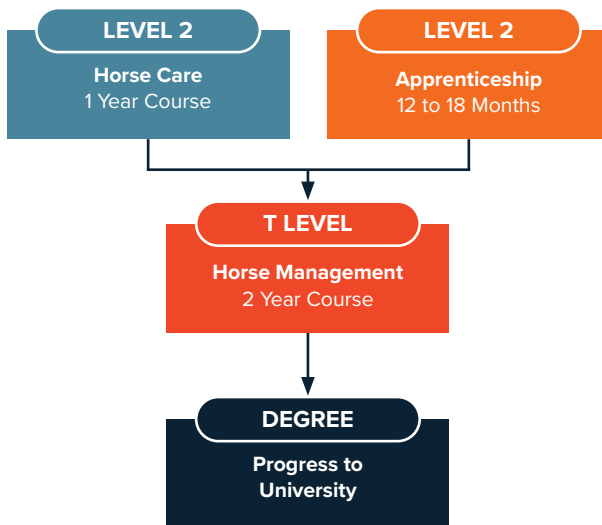 LEVEL 2
Horse Care
1 Year Course
LEVEL 2
Apprenticeship
12 to 18 Months
T LEVEL
Horse Management
2 Year Course
DEGREE
Progress to
University